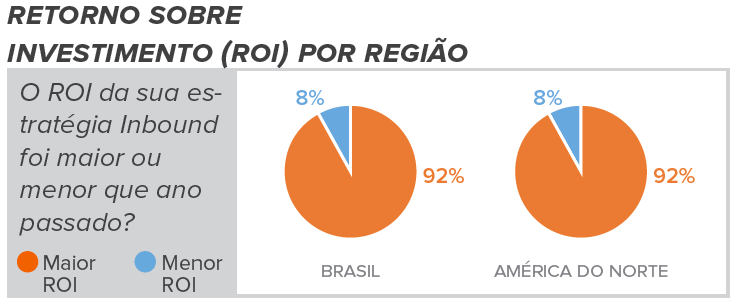 RETORNO SOBRE
INVESTIMENTO (ROI) POR REGIÃO
O ROI da sua es-
tratégia Inbound
foi maior ou
menor que ano
passado?
Maior
ROI
Menor
ROI
8%
92%
BRASIL
8%
92%
AMÉRICA DO NORTE